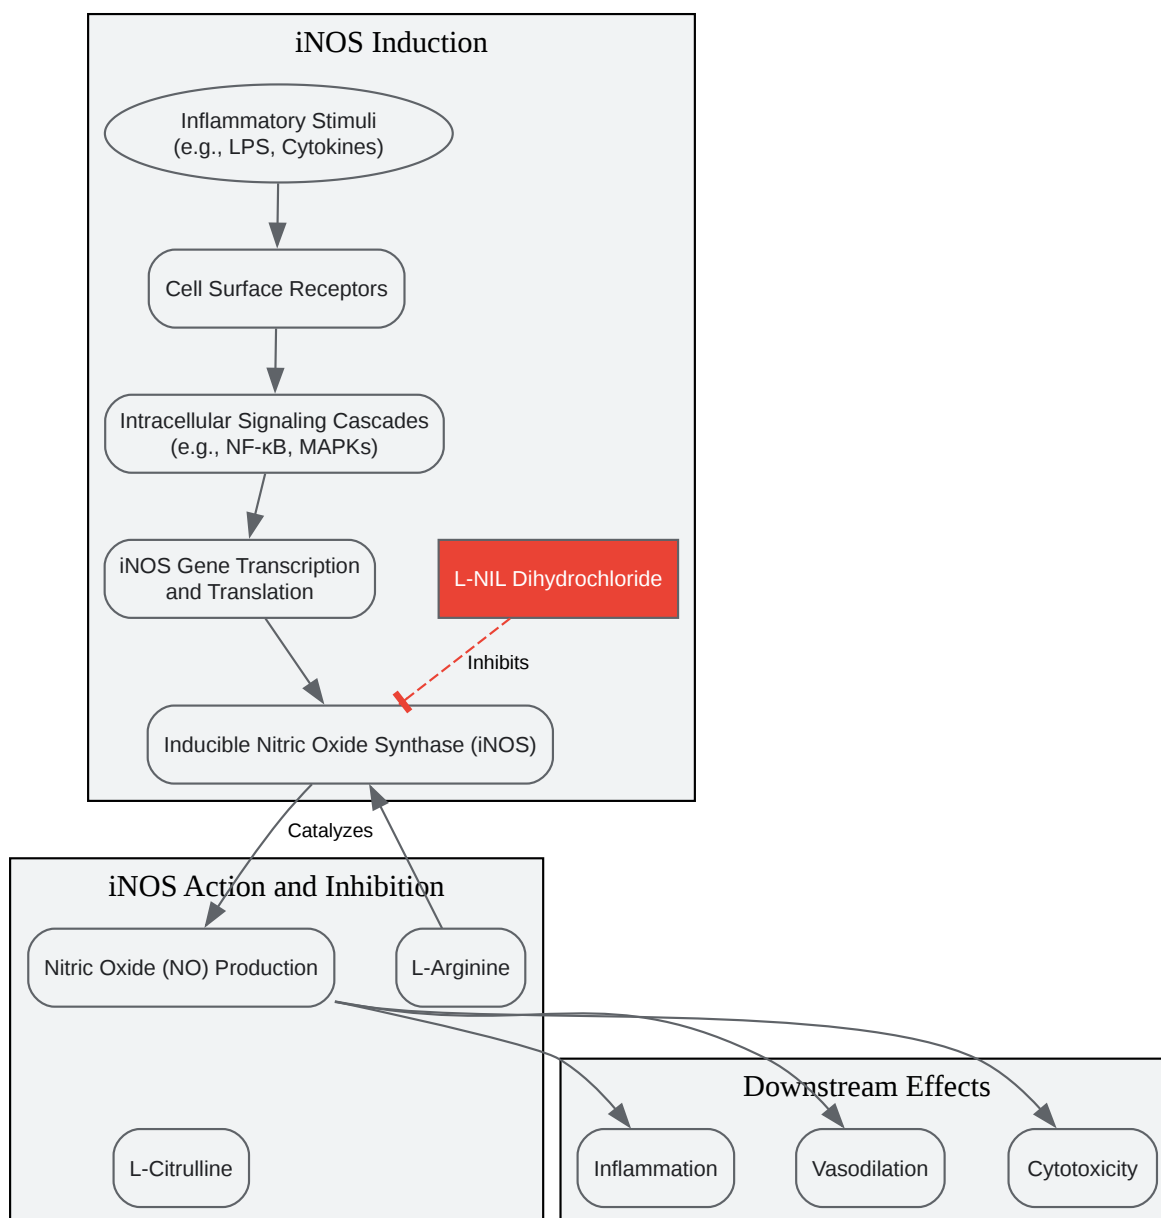 iNOS Induction
Inflammatory Stimuli
(e.g., LPS, Cytokines)
Cell Surface Receptors
Intracellular Signaling Cascades
(e.g., NF-κB, MAPKs)
iNOS Gene Transcription
and Translation
L-NIL Dihydrochloride
Inhibits
Inducible Nitric Oxide Synthase (iNOS)
Catalyzes
iNOS Action and Inhibition
Nitric Oxide (NO) Production
L-Arginine
Downstream Effects
L-Citrulline
Inflammation
Vasodilation
Cytotoxicity